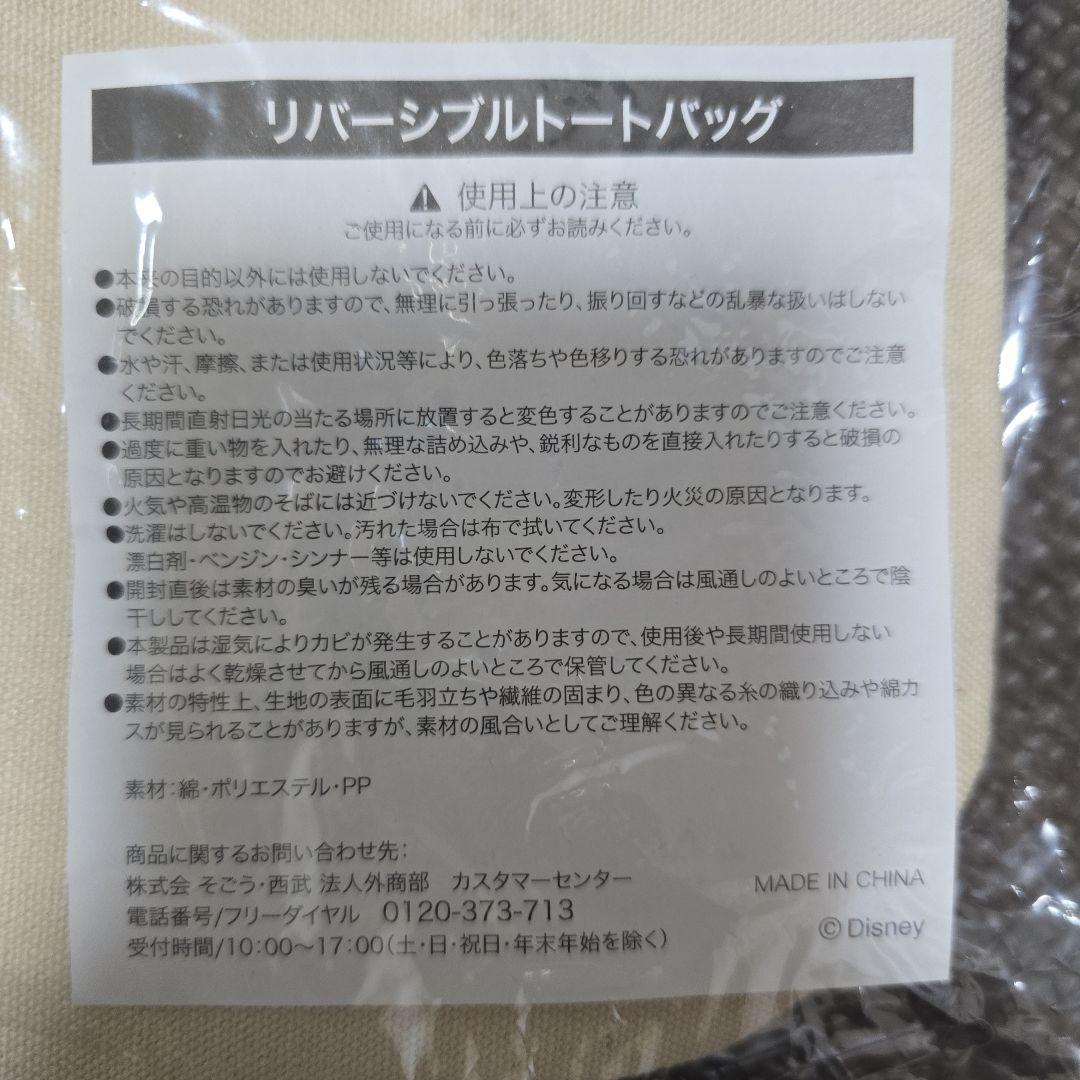 リバーシブルトートバッグ
使用上の注意
ご使用になる前に必ずお読みください。
●本来の目的以外には使用しないでください。
●破損する恐れがありますので、無理に引っ張ったり、振り回すなどの乱暴な扱いはしない
でください。
●水や汗、摩擦、または使用状況等により、色落ちや色移りする恐れがありますのでご注意
ください。
●長期間直射日光の当たる場所に放置すると変色することがありますのでご注意ください。
●過度に重い物を入れたり、無理な詰め込みや、鋭利なものを直接入れたりすると破損の
原因となりますのでお避けください。
●火気や高温物のそばには近づけないでください。変形したり火災の原因となります。
●洗濯はしないでください。汚れた場合は布で拭いてください。
漂白剤・ベンジン・シンナー等は使用しないでください。
●開封直後は素材の臭いが残る場合があります。気になる場合は風通しのよいところで陰
干ししてください。
●本製品は湿気によりカビが発生することがありますので、使用後や長期間使用しない
場合はよく乾燥させてから風通しのよいところで保管してください。
●素材の特性上、生地の表面に毛羽立ちや繊維の固まり、色の異なる糸の織り込みや綿カ
スが見られることがありますが、素材の風合いとしてご理解ください。
素材：綿・ポリエステル・PP
商品に関するお問い合わせ先：
株式会 そごう・西武 法人外商部 カスタマーセンター
電話番号/フリーダイヤル 0120-373-713
受付時間/10：00～17：00（土・日・祝日・年末年始を除く）
MADE IN CHINA
© Disney